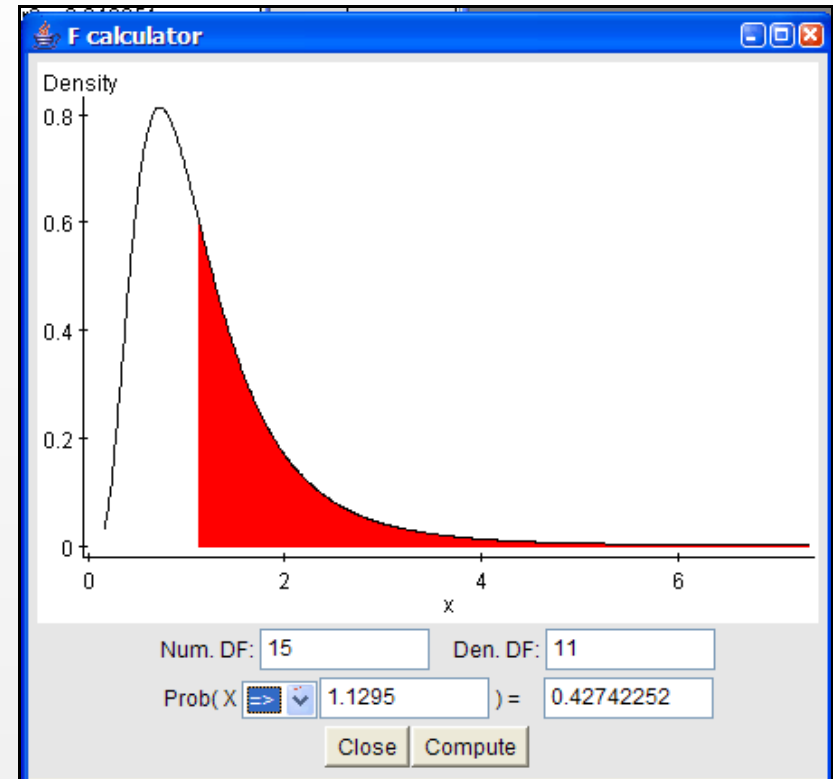 F calculator
Density
0.8
0.6
0.4
0.2
0
0 2 4 6
x
Num. DF: 15 Den. DF: 11
Prob( X => 1.1295 ) = 0.42742252
Close Compute